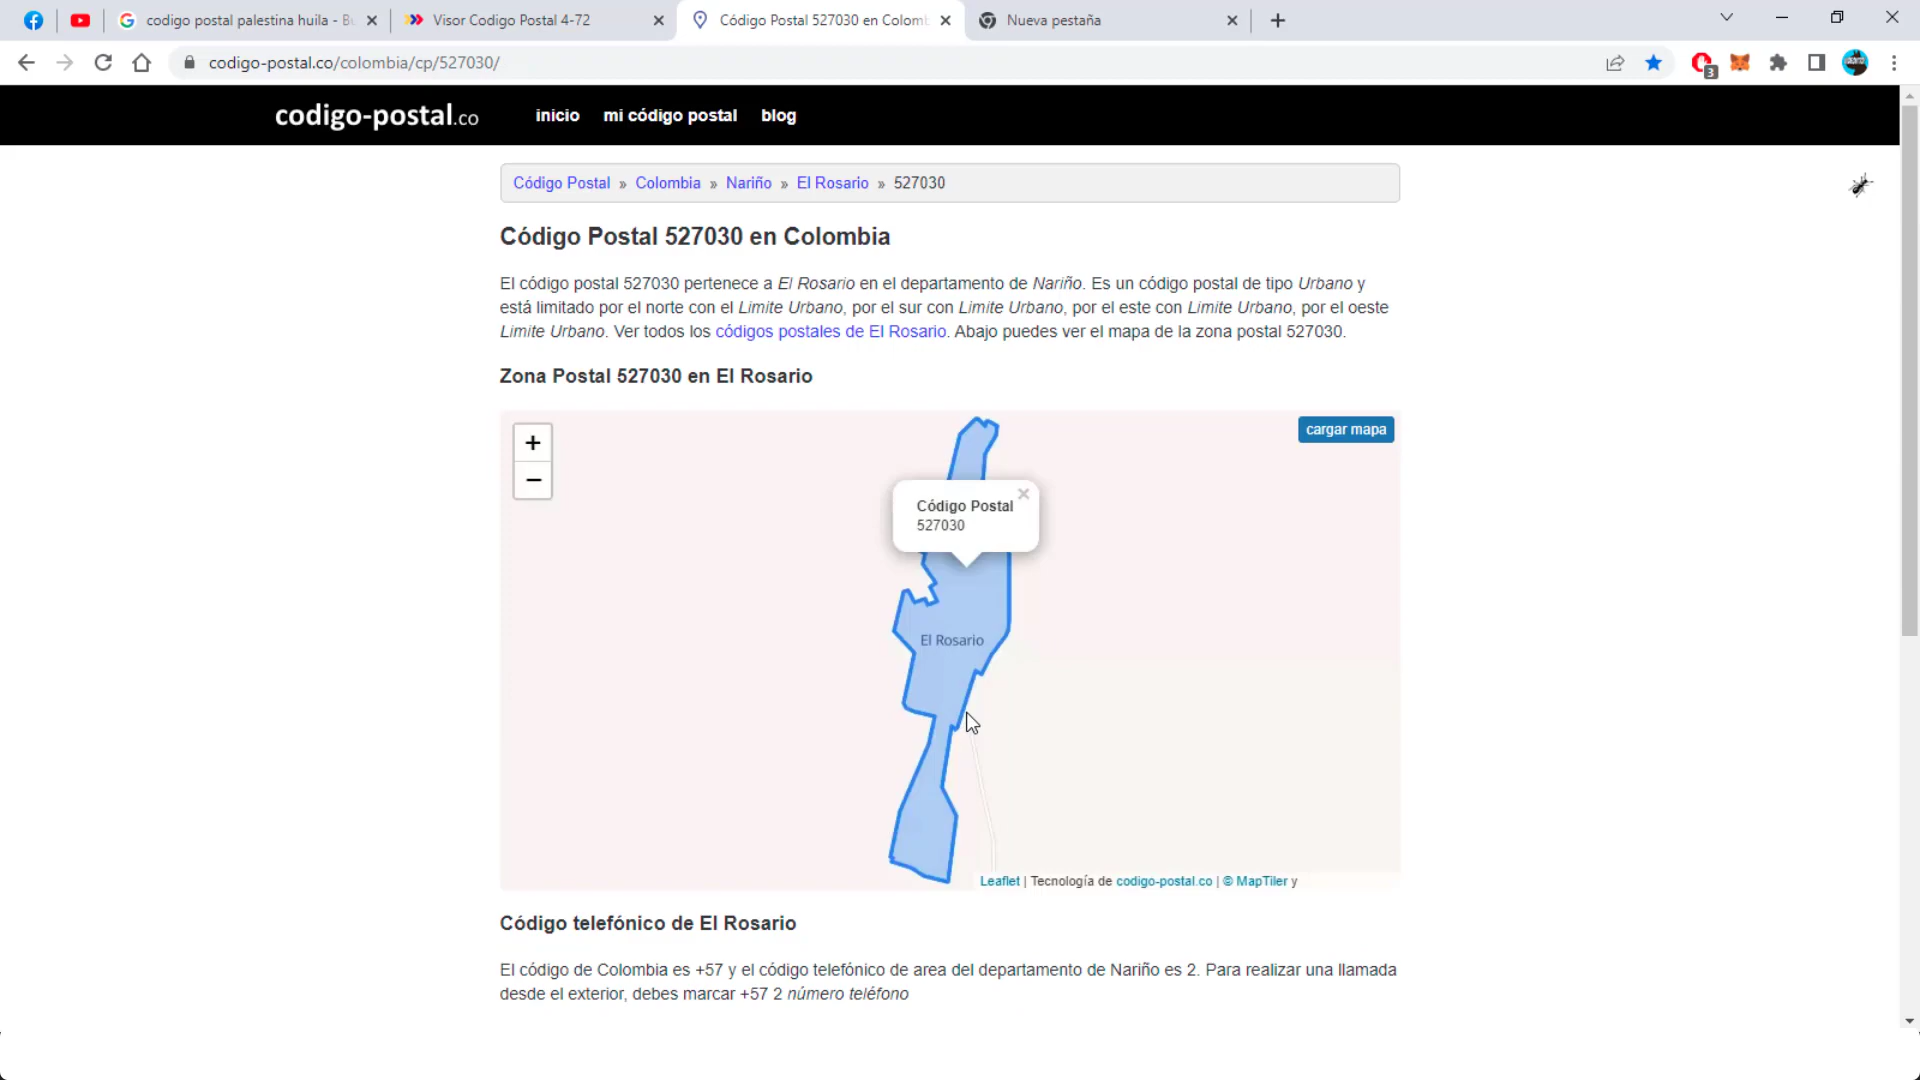 codigo postal palestina huila - Bu
Visor Codigo Postal 4-72
Código Postal 527030 en Colomb
Nueva pestaña
codigo-postal.co/colombia/cp/527030/
3
codigo-postal.co
inicio
mi código postal
blog
Código Postal » Colombia » Nariño » El Rosario » 527030
Código Postal 527030 en Colombia
El código postal 527030 pertenece a El Rosario en el departamento de Nariño. Es un código postal de tipo Urbano y
está limitado por el norte con el Limite Urbano, por el sur con Limite Urbano, por el este con Limite Urbano, por el oeste
Limite Urbano. Ver todos los códigos postales de El Rosario. Abajo puedes ver el mapa de la zona postal 527030.
Zona Postal 527030 en El Rosario
+
−
cargar mapa
Código Postal
527030
El Rosario
Leaflet | Tecnología de codigo-postal.co | © MapTiler y
Código telefónico de El Rosario
El código de Colombia es +57 y el código telefónico de area del departamento de Nariño es 2. Para realizar una llamada
desde el exterior, debes marcar +57 2 número teléfono